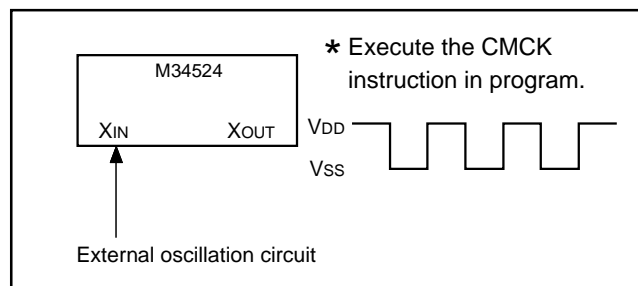 M34524
XIN XOUT
External oscillation circuit
* Execute the CMCK
instruction in program.
VDD
VSS